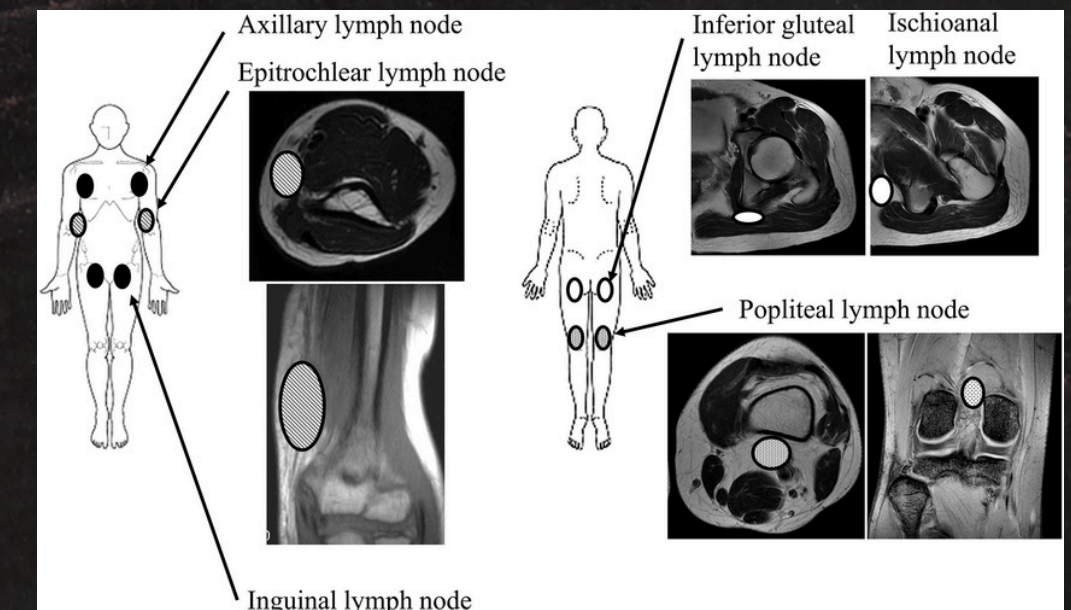 Axillary lymph node
Epitrochlear lymph node
Inferior gluteal
lymph node
Ischioanal
lymph node
Popliteal lymph node
Inguinal lymph node